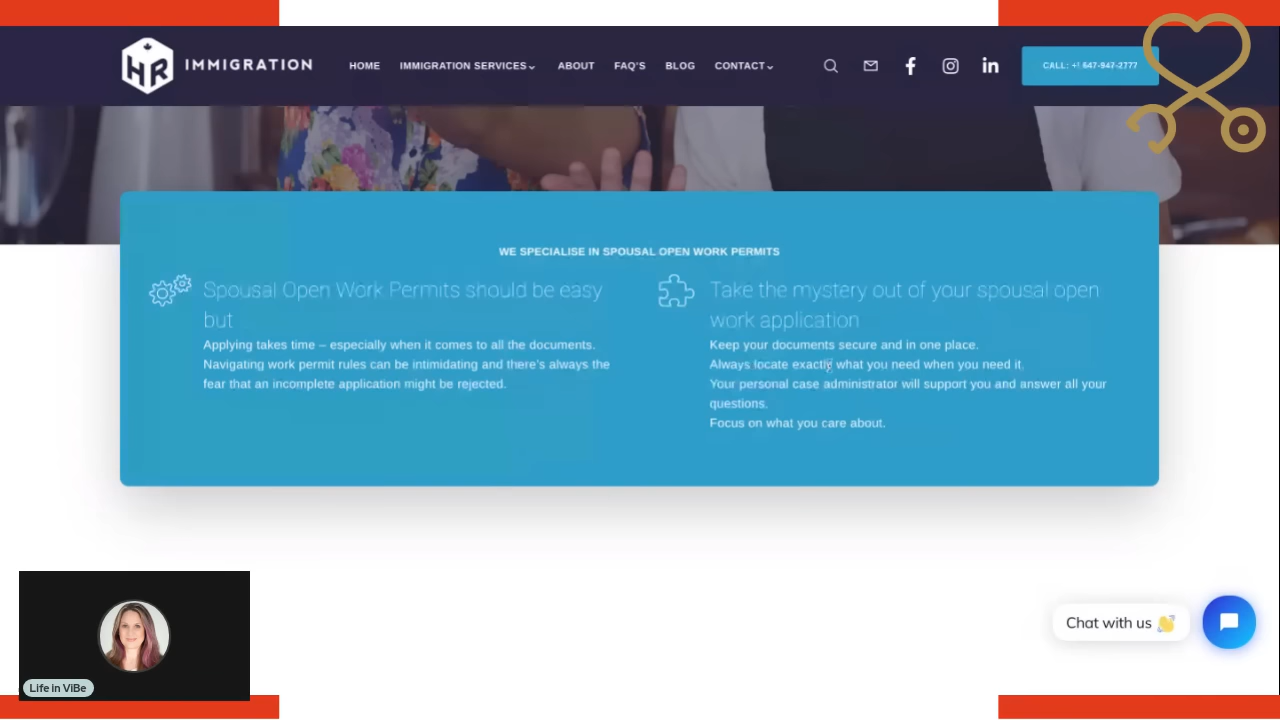 HR IMMIGRATION
HOME IMMIGRATION SERVICES ABOUT FAQ'S BLOG CONTACT
CALL: +1 647-947-2777
WE SPECIALISE IN SPOUSAL OPEN WORK PERMITS
Spousal Open Work Permits should be easy
but
Applying takes time – especially when it comes to all the documents.
Navigating work permit rules can be intimidating and there's always the
fear that an incomplete application might be rejected.
Take the mystery out of your spousal open
work application
Keep your documents secure and in one place.
Always locate exactly what you need when you need it.
Your personal case administrator will support you and answer all your
questions.
Focus on what you care about.
Chat with us
Life in ViBe